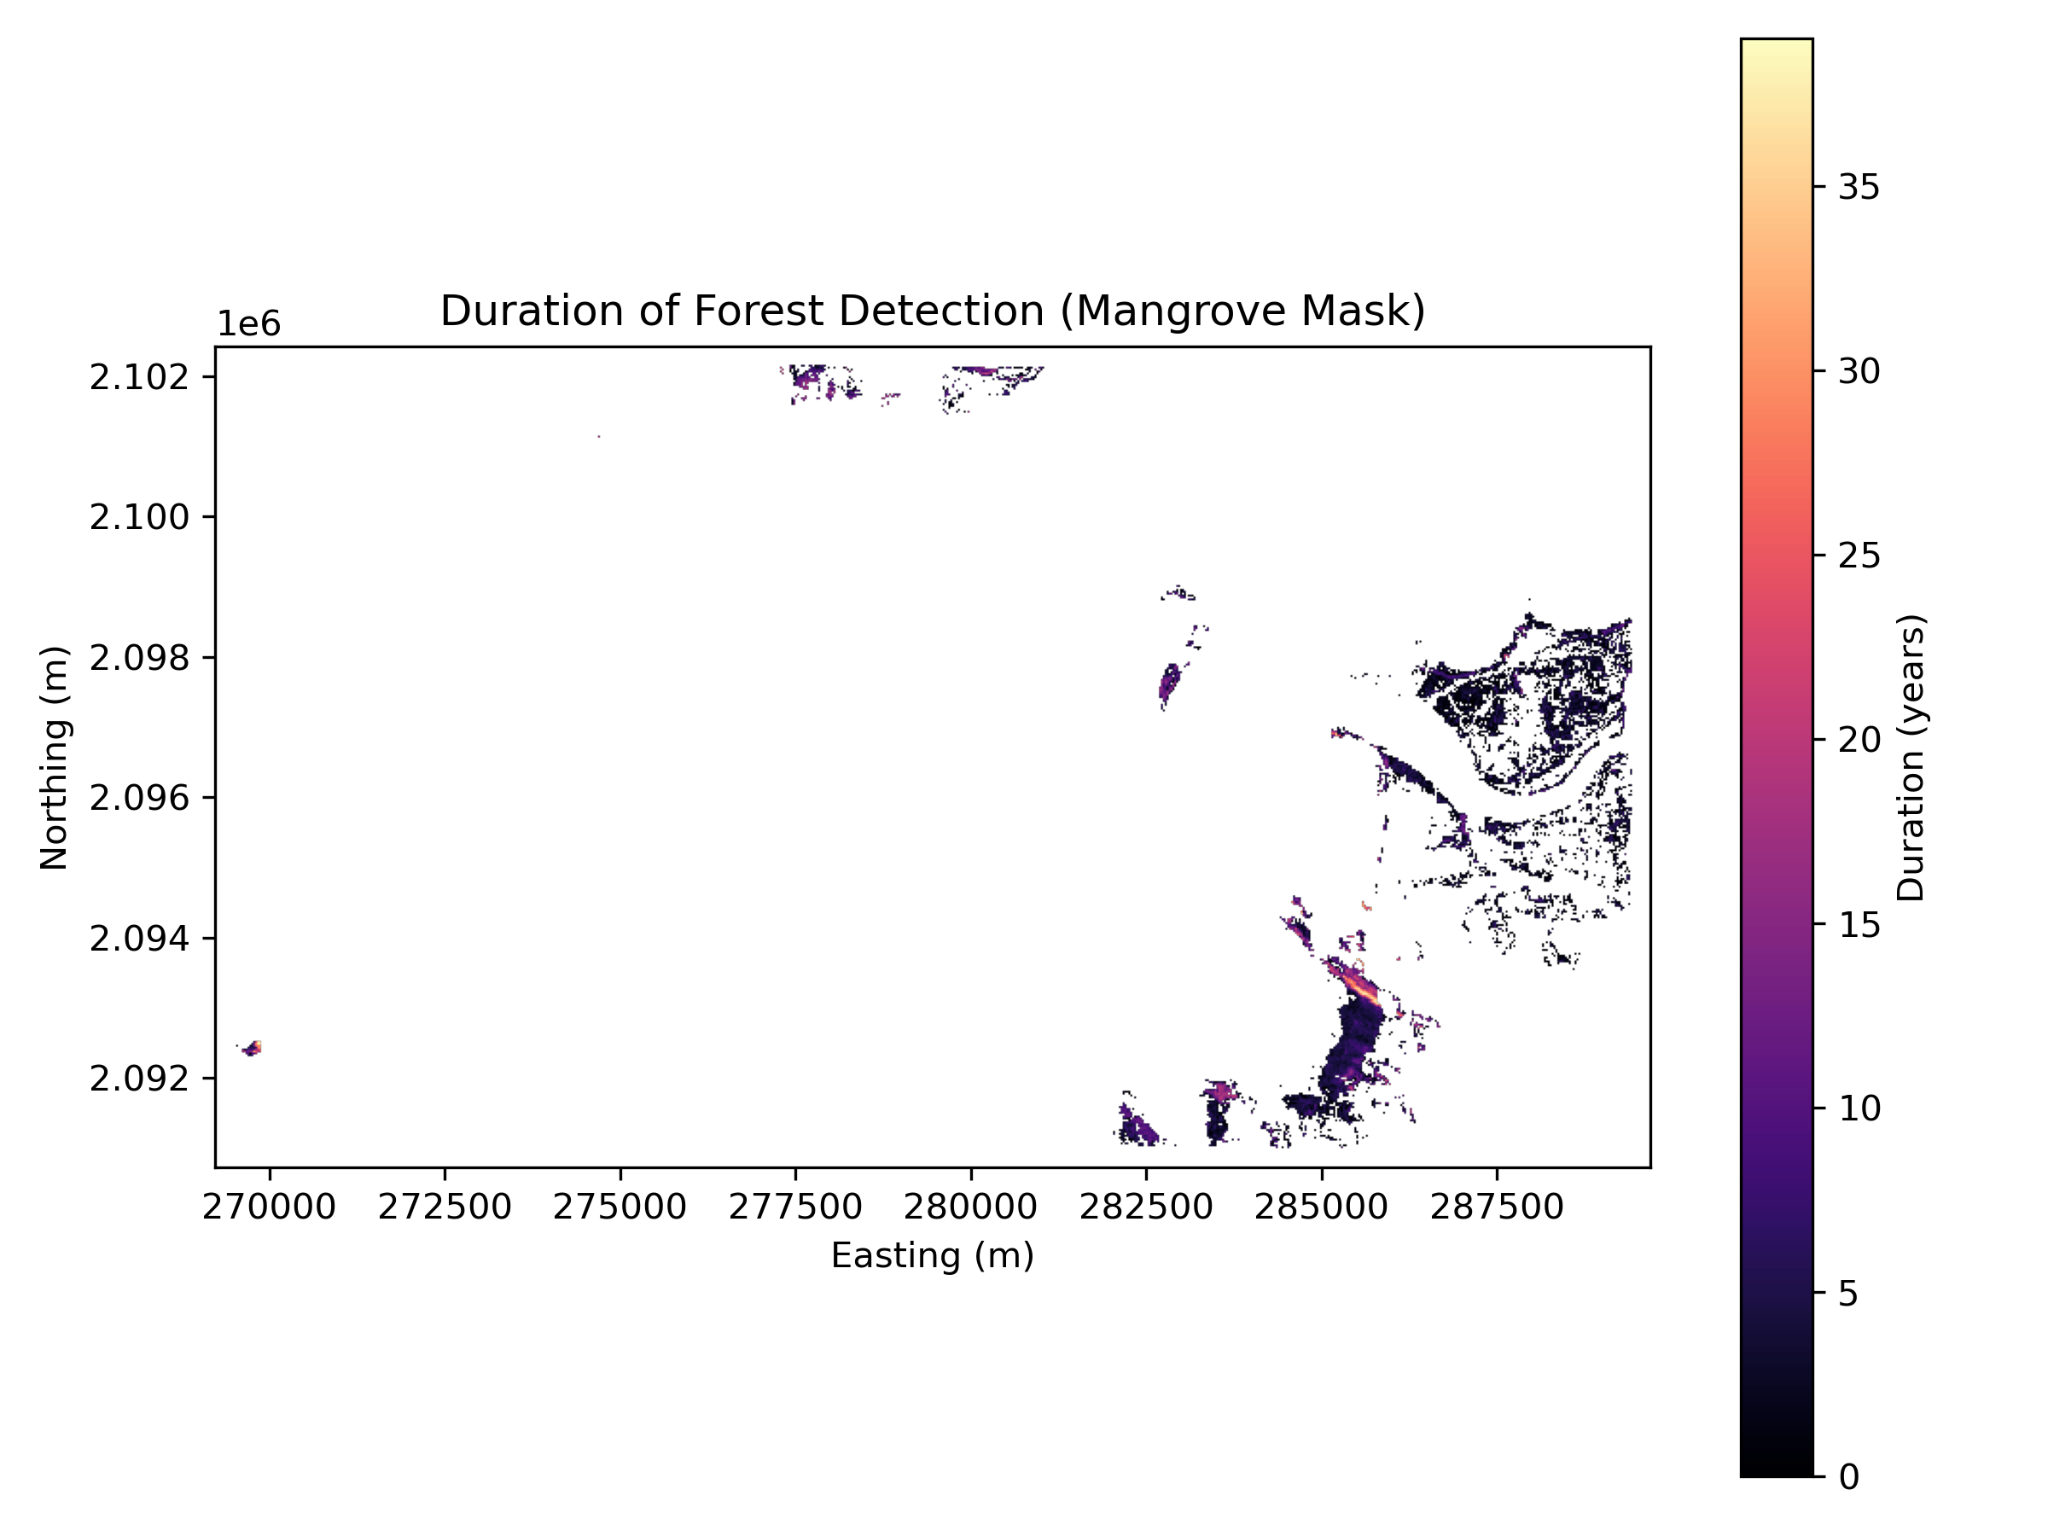 Duration of Forest Detection (Mangrove Mask)
1e6
2.102
2.100
2.098
2.096
2.094
2.092
Northing (m)
270000 272500 275000 277500 280000 282500 285000 287500
Easting (m)
35
30
25
20
15
10
5
0
Duration (years)